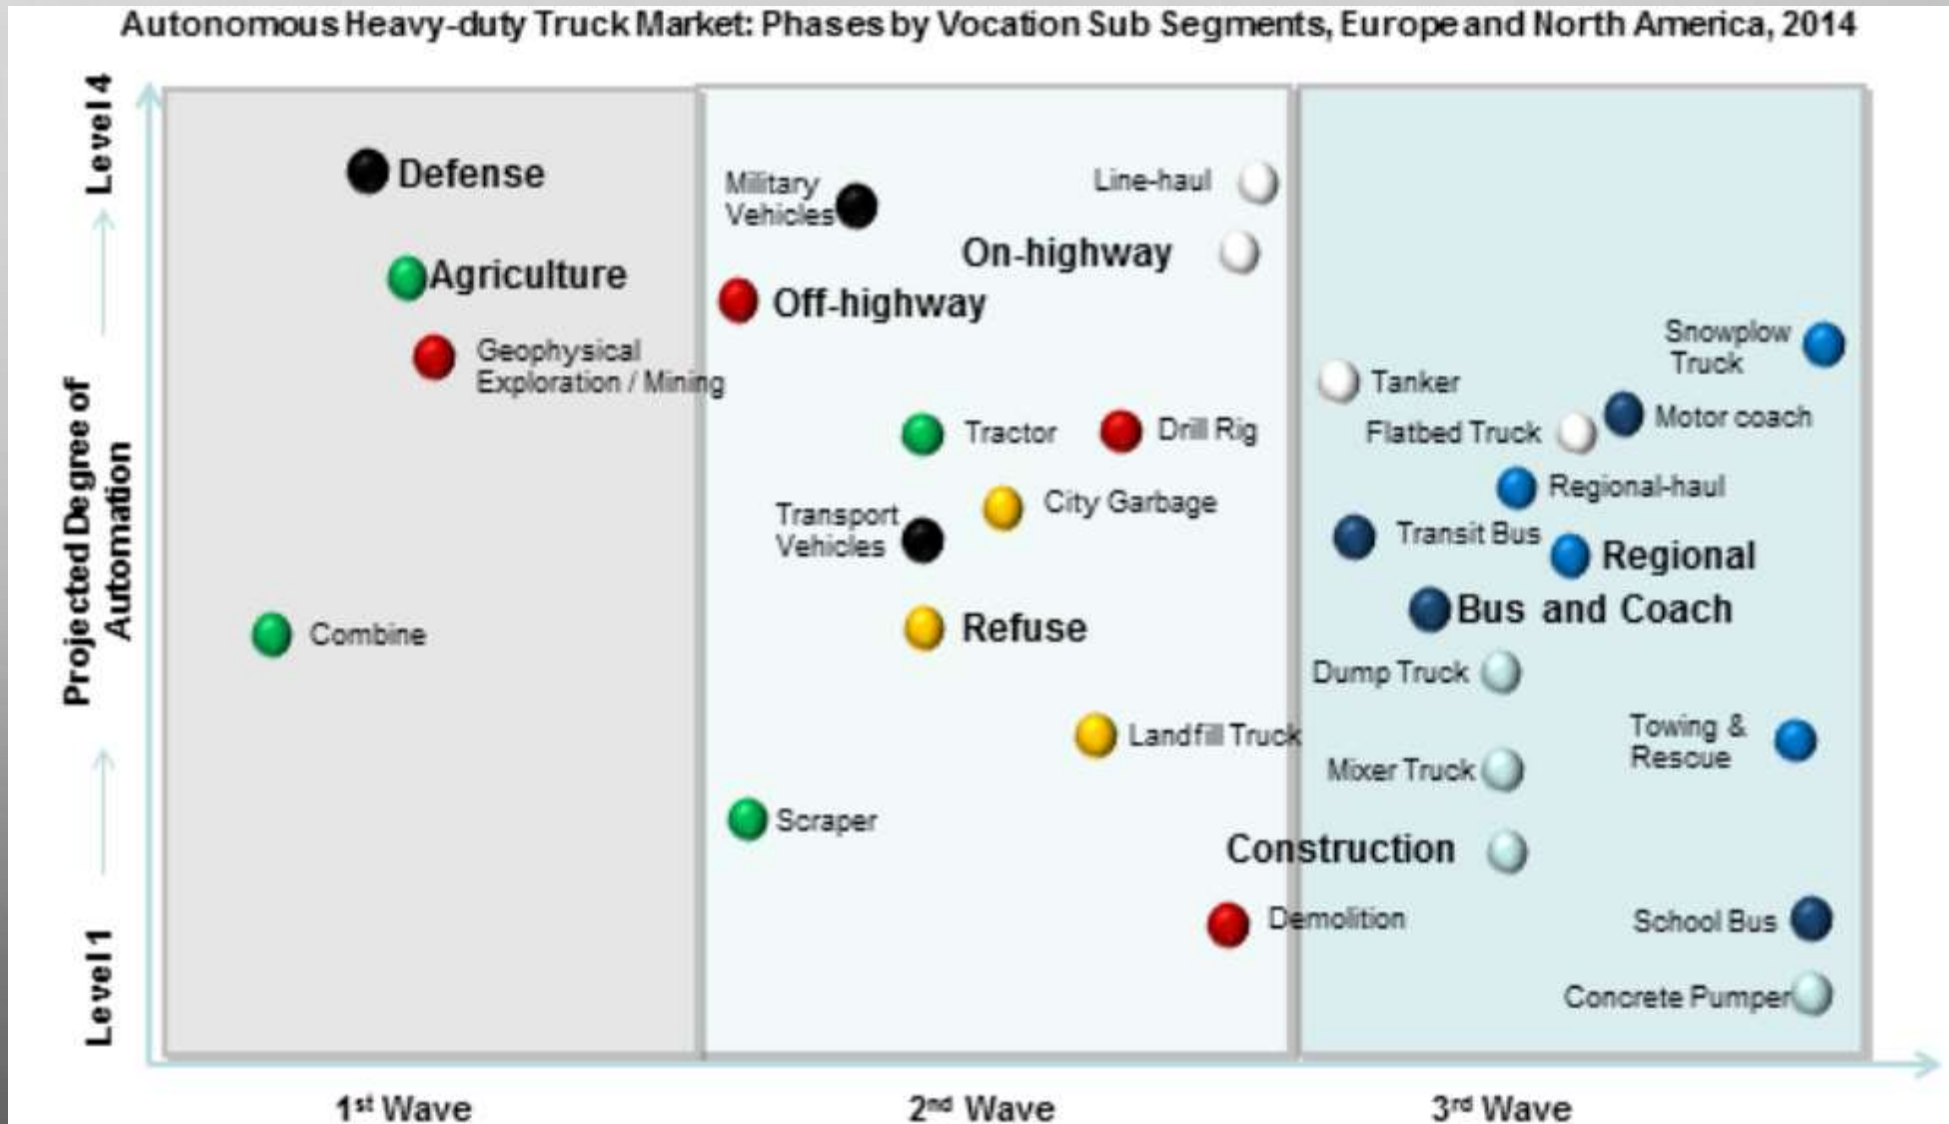 Autonomous Heavy-duty Truck Market: Phases by Vocation Sub Segments, Europe and North America, 2014
Level 4
Projected Degree of
Automation
Level 1
Defense
Agriculture
Geophysical
Exploration / Mining
Combine
Military
Vehicles
Line-haul
On-highway
Off-highway
Tractor
Drill Rig
City Garbage
Transport
Vehicles
Refuse
Landfill Truck
Scraper
Demolition
Snowplow
Truck
Tanker
Motor coach
Flatbed Truck
Regional-haul
Transit Bus
Regional
Bus and Coach
Dump Truck
Towing &
Rescue
Mixer Truck
Construction
School Bus
Concrete Pumper
1st Wave
2nd Wave
3rd Wave